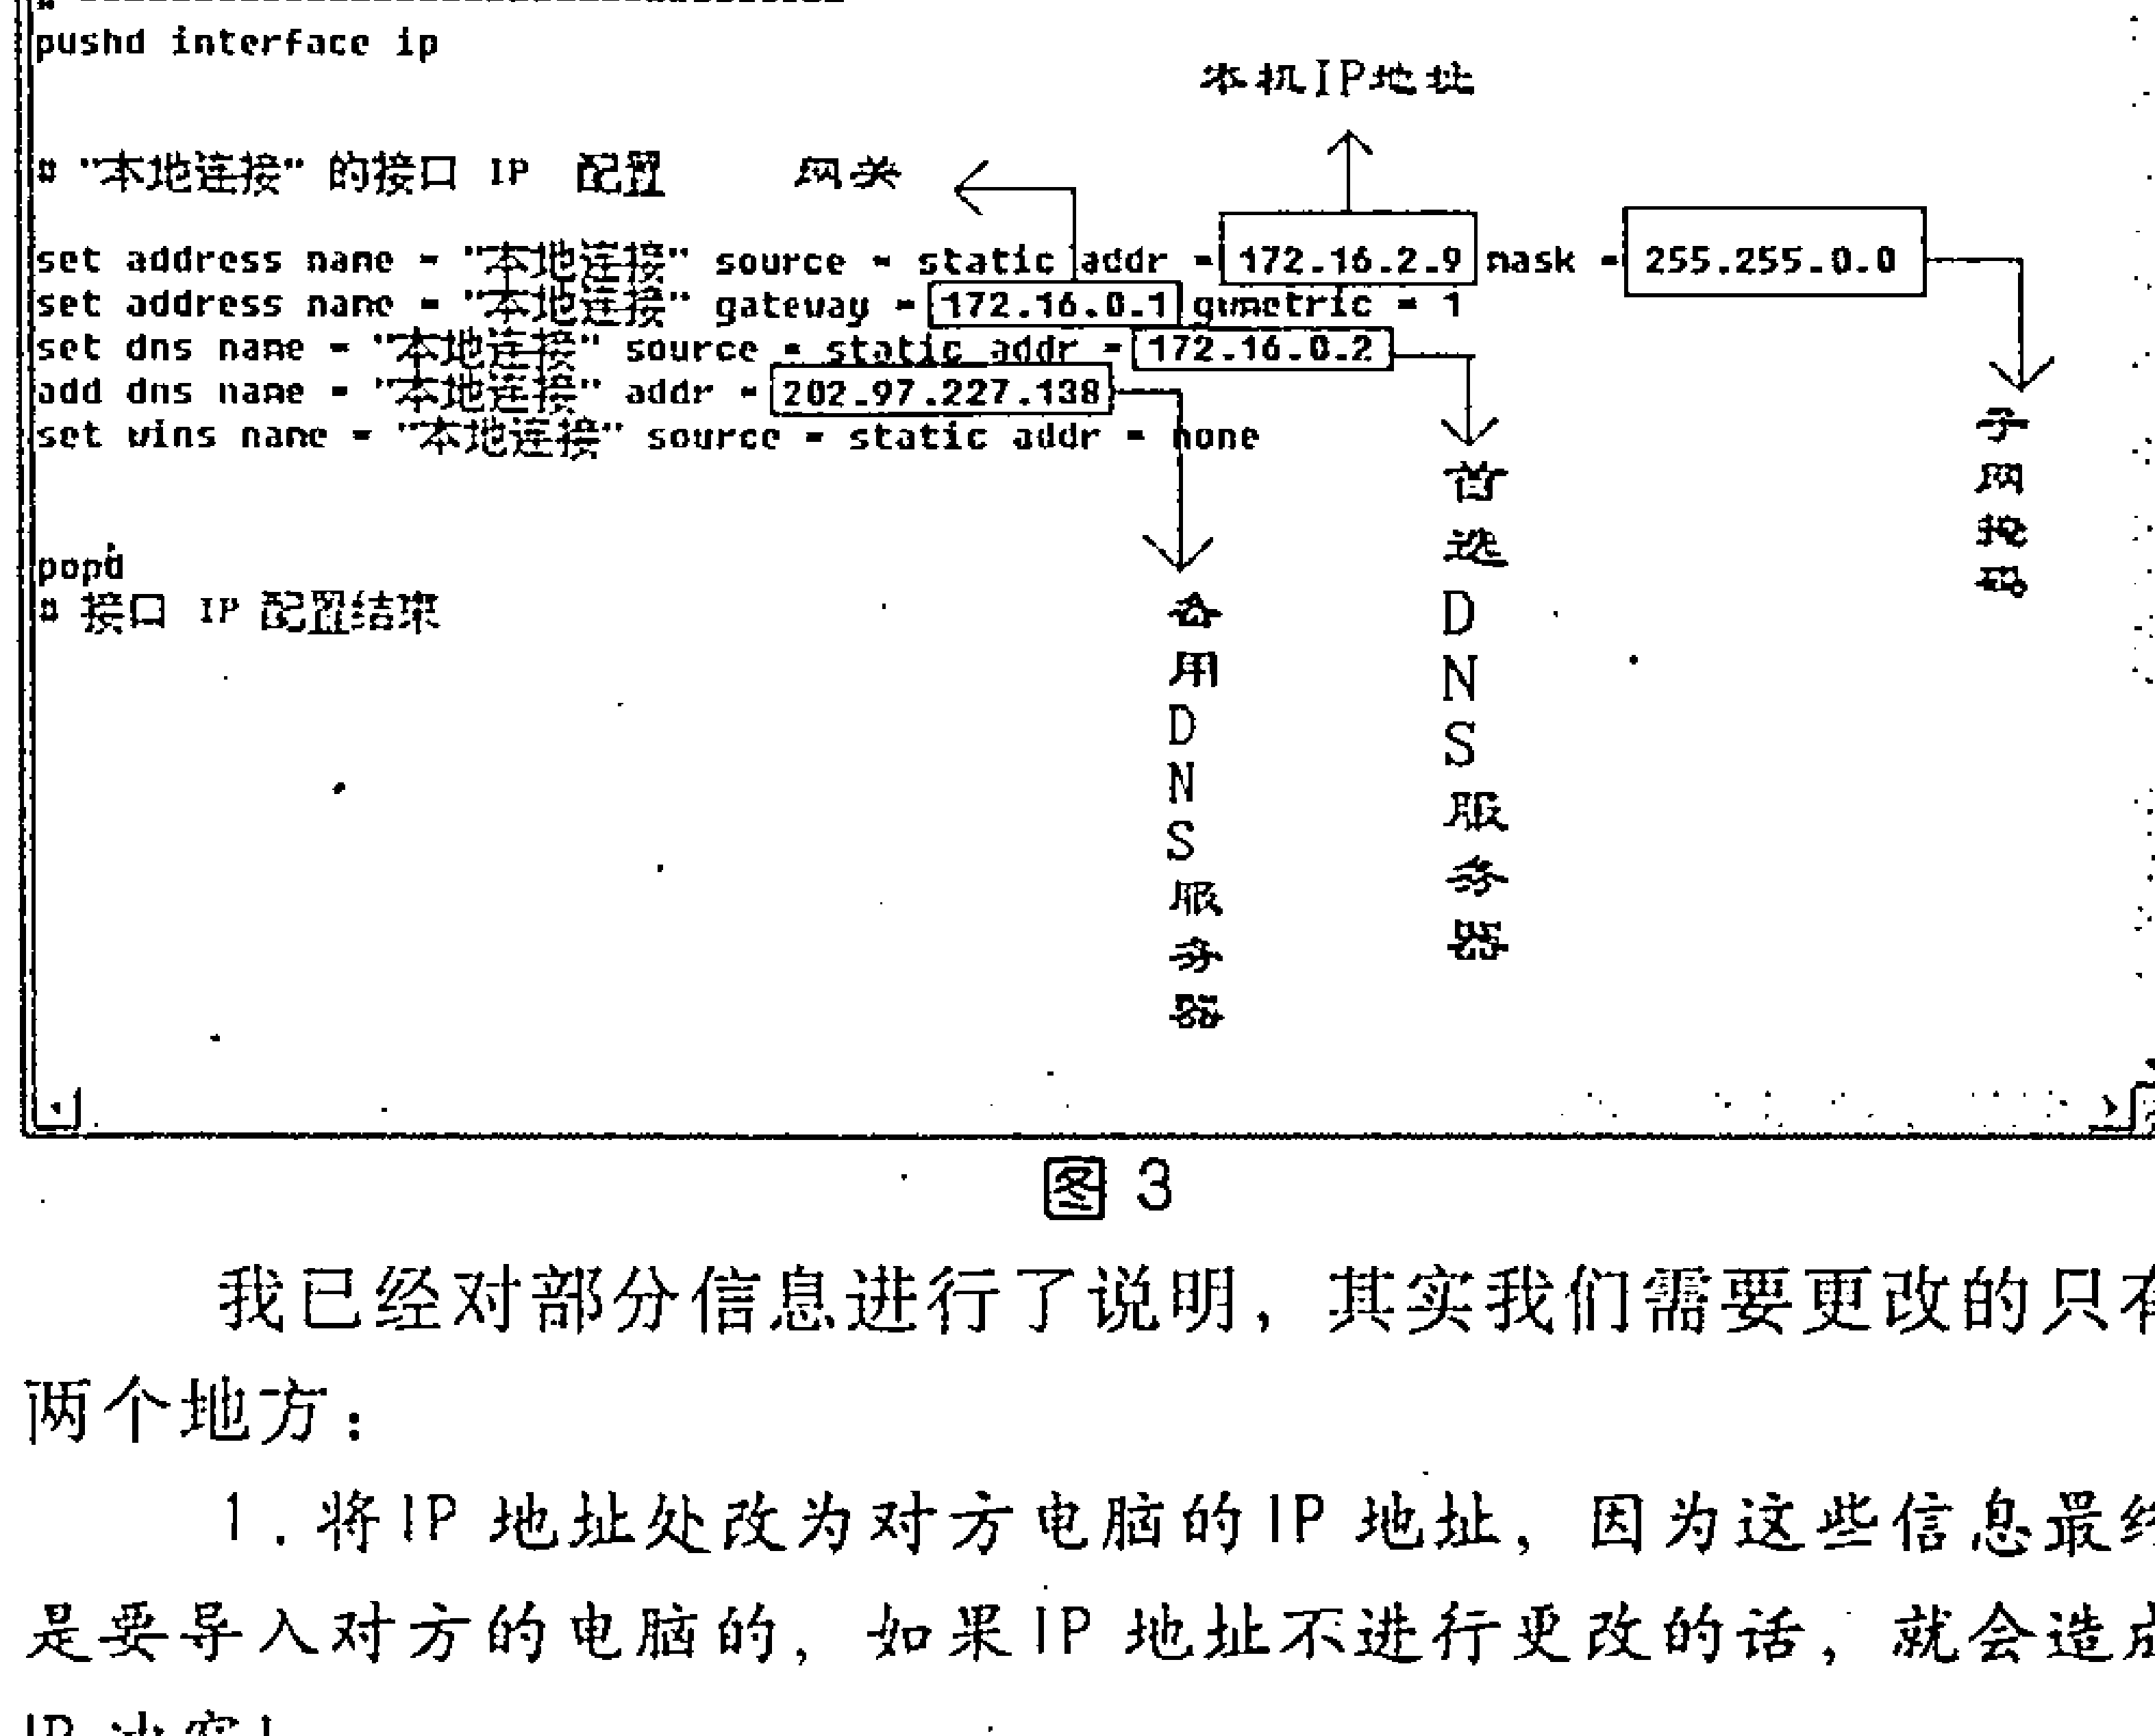 pushd interface ip
本机IP地址
# "本地连接" 的接口 IP 配置
网关
set address name = "本地连接" source = static addr = 172.16.2.9 mask = 255.255.0.0
set address name = "本地连接" gateway = 172.16.0.1 gwmetric = 1
set dns name = "本地连接" source = static addr = 172.16.0.2
add dns name = "本地连接" addr = 202.97.227.138
set wins name = "本地连接" source = static addr = none
子网掩码
首选DNS服务器
备用DNS服务器
popd
# 接口 IP 配置结束
图 3
我已经对部分信息进行了说明，其实我们需要更改的只有
两个地方：
1.将IP 地址处改为对方电脑的IP 地址，因为这些信息最终
是要导入对方的电脑的，如果IP 地址不进行更改的话，就会造成
IP 冲突!